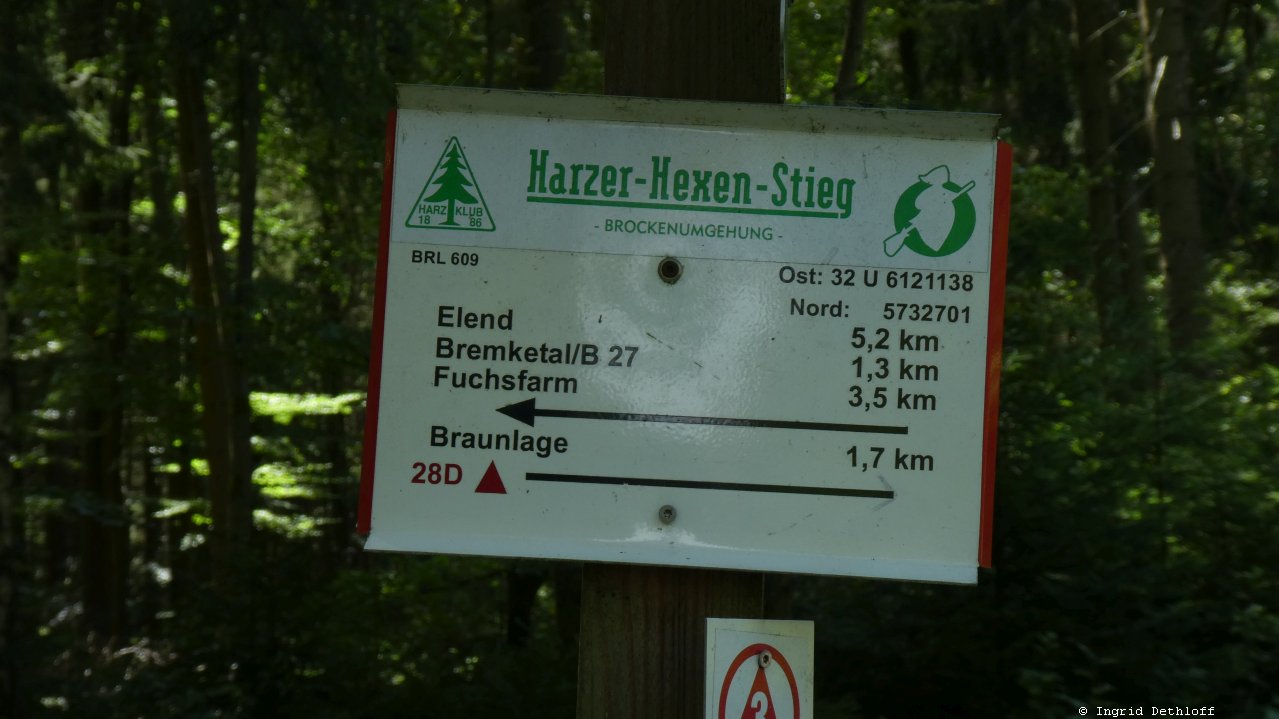 HARZ KLUB
18 86
Harzer-Hexen-Stieg
- BROCKENUMGEHUNG -
BRL 609
Ost: 32 U 6121138
Nord: 5732701
Elend 5,2 km
Bremketal/B 27 1,3 km
Fuchsfarm 3,5 km
Braunlage 1,7 km
28D
3
© Ingrid Dethloff